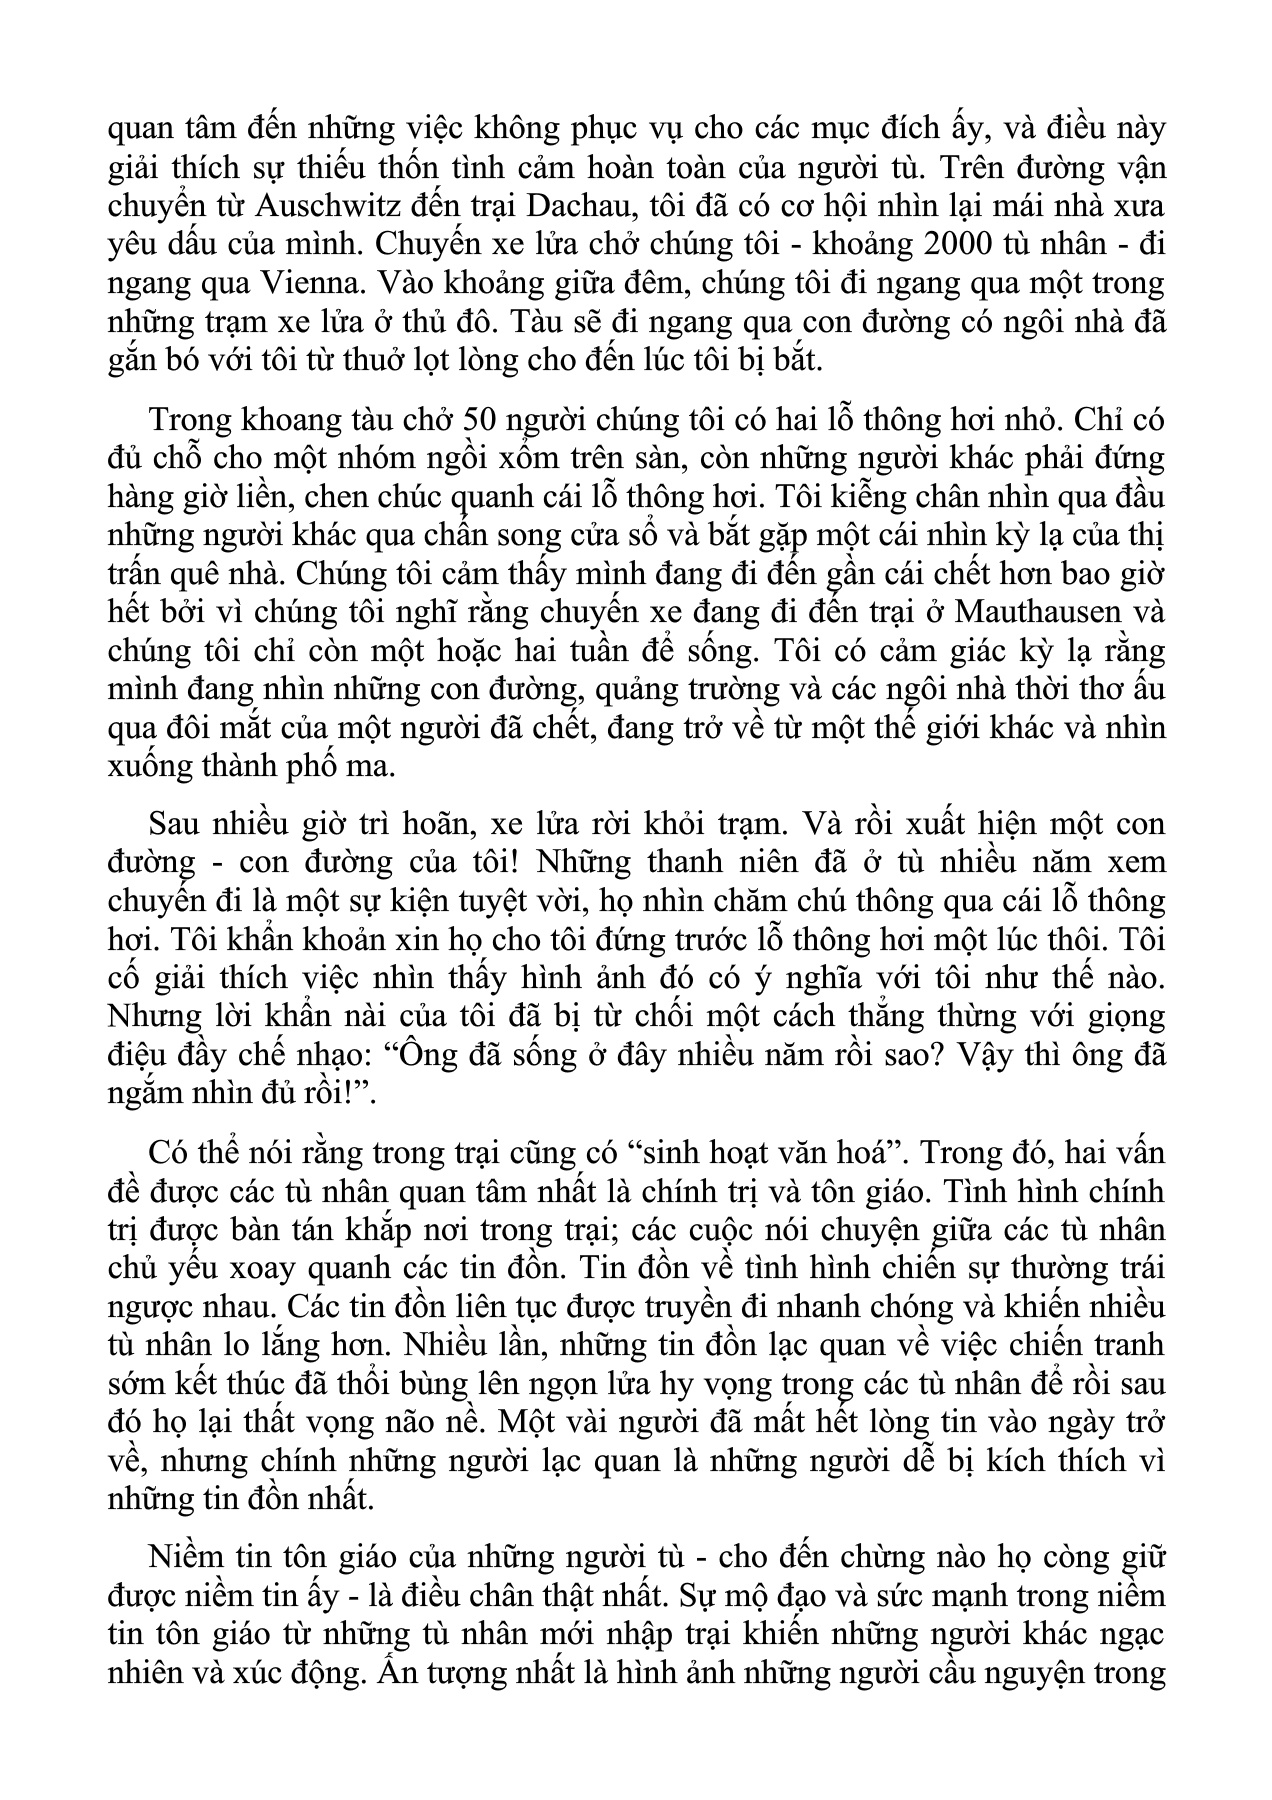 quan tâm đến những việc không phục vụ cho các mục đích ấy, và điều này
giải thích sự thiếu thốn tình cảm hoàn toàn của người tù. Trên đường vận
chuyển từ Auschwitz đến trại Dachau, tôi đã có cơ hội nhìn lại mái nhà xưa
yêu dấu của mình. Chuyến xe lửa chở chúng tôi - khoảng 2000 tù nhân - đi
ngang qua Vienna. Vào khoảng giữa đêm, chúng tôi đi ngang qua một trong
những trạm xe lửa ở thủ đô. Tàu sẽ đi ngang qua con đường có ngôi nhà đã
gắn bó với tôi từ thuở lọt lòng cho đến lúc tôi bị bắt.
Trong khoang tàu chở 50 người chúng tôi có hai lỗ thông hơi nhỏ. Chỉ có
đủ chỗ cho một nhóm ngồi xổm trên sàn, còn những người khác phải đứng
hàng giờ liền, chen chúc quanh cái lỗ thông hơi. Tôi kiễng chân nhìn qua đầu
những người khác qua chấn song cửa sổ và bắt gặp một cái nhìn kỳ lạ của thị
trấn quê nhà. Chúng tôi cảm thấy mình đang đi đến gần cái chết hơn bao giờ
hết bởi vì chúng tôi nghĩ rằng chuyến xe đang đi đến trại ở Mauthausen và
chúng tôi chỉ còn một hoặc hai tuần để sống. Tôi có cảm giác kỳ lạ rằng
mình đang nhìn những con đường, quảng trường và các ngôi nhà thời thơ ấu
qua đôi mắt của một người đã chết, đang trở về từ một thế giới khác và nhìn
xuống thành phố ma.
Sau nhiều giờ trì hoãn, xe lửa rời khỏi trạm. Và rồi xuất hiện một con
đường - con đường của tôi! Những thanh niên đã ở tù nhiều năm xem
chuyến đi là một sự kiện tuyệt vời, họ nhìn chăm chú thông qua cái lỗ thông
hơi. Tôi khẩn khoản xin họ cho tôi đứng trước lỗ thông hơi một lúc thôi. Tôi
cố giải thích việc nhìn thấy hình ảnh đó có ý nghĩa với tôi như thế nào.
Nhưng lời khẩn nài của tôi đã bị từ chối một cách thẳng thừng với giọng
điệu đầy chế nhạo: “Ông đã sống ở đây nhiều năm rồi sao? Vậy thì ông đã
ngắm nhìn đủ rồi!”.
Có thể nói rằng trong trại cũng có “sinh hoạt văn hoá”. Trong đó, hai vấn
đề được các tù nhân quan tâm nhất là chính trị và tôn giáo. Tình hình chính
trị được bàn tán khắp nơi trong trại; các cuộc nói chuyện giữa các tù nhân
chủ yếu xoay quanh các tin đồn. Tin đồn về tình hình chiến sự thường trái
ngược nhau. Các tin đồn liên tục được truyền đi nhanh chóng và khiến nhiều
tù nhân lo lắng hơn. Nhiều lần, những tin đồn lạc quan về việc chiến tranh
sớm kết thúc đã thổi bùng lên ngọn lửa hy vọng trong các tù nhân để rồi sau
đó họ lại thất vọng não nề. Một vài người đã mất hết lòng tin vào ngày trở
về, nhưng chính những người lạc quan là những người dễ bị kích thích vì
những tin đồn nhất.
Niềm tin tôn giáo của những người tù - cho đến chừng nào họ còng giữ
được niềm tin ấy - là điều chân thật nhất. Sự mộ đạo và sức mạnh trong niềm
tin tôn giáo từ những tù nhân mới nhập trại khiến những người khác ngạc
nhiên và xúc động. Ấn tượng nhất là hình ảnh những người cầu nguyện trong